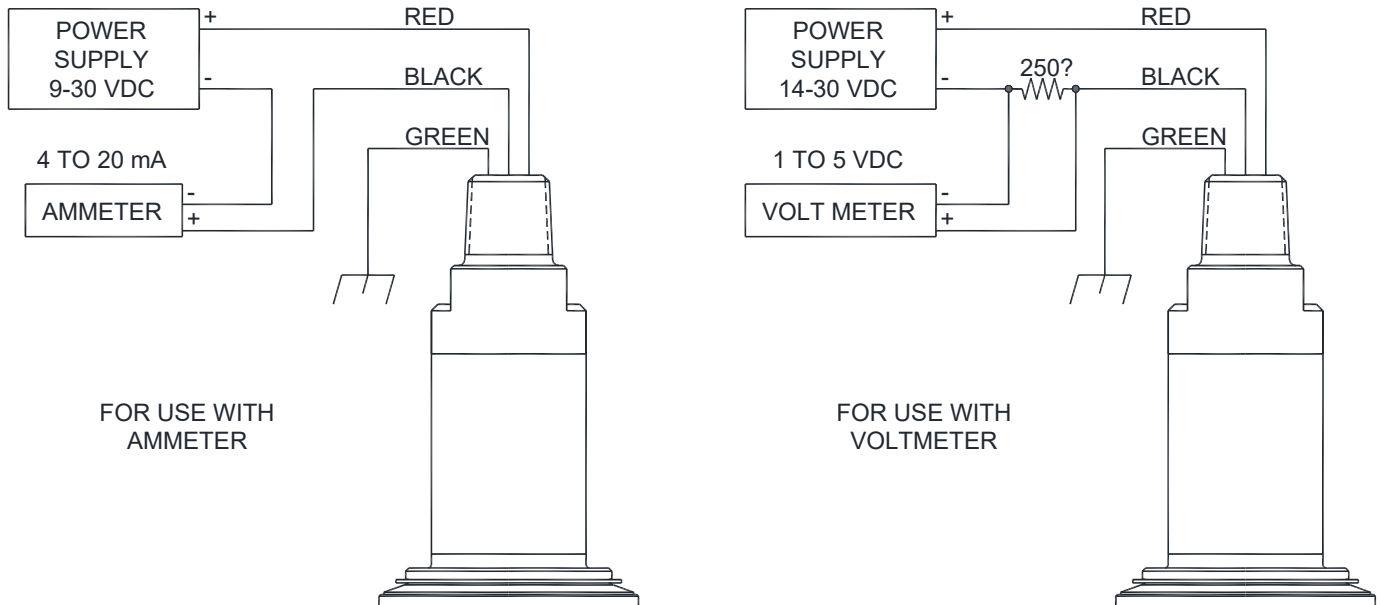 +
RED
POWER
SUPPLY
9-30 VDC
-
BLACK
GREEN
4 TO 20 mA
-
AMMETER
+
FOR USE WITH
AMMETER
+
RED
POWER
SUPPLY
14-30 VDC
-
250?
BLACK
GREEN
1 TO 5 VDC
-
VOLT METER
+
FOR USE WITH
VOLTMETER